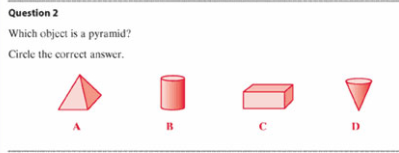 Question 2
Which object is a pyramid?
Circle the correct answer.
A B C D